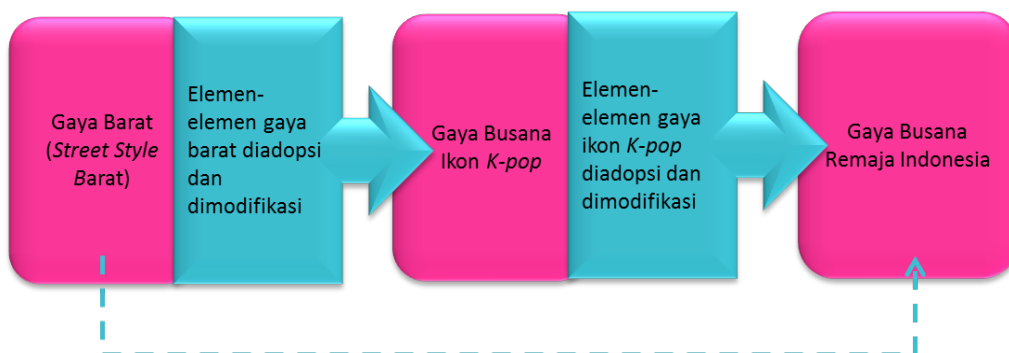 Gaya Barat
(Street Style
Barat)
Elemen-
elemen gaya
barat diadopsi
dan
dimodifikasi
Gaya Busana
Ikon K-pop
Elemen-
elemen gaya
ikon K-pop
diadopsi dan
dimodifikasi
Gaya Busana
Remaja Indonesia